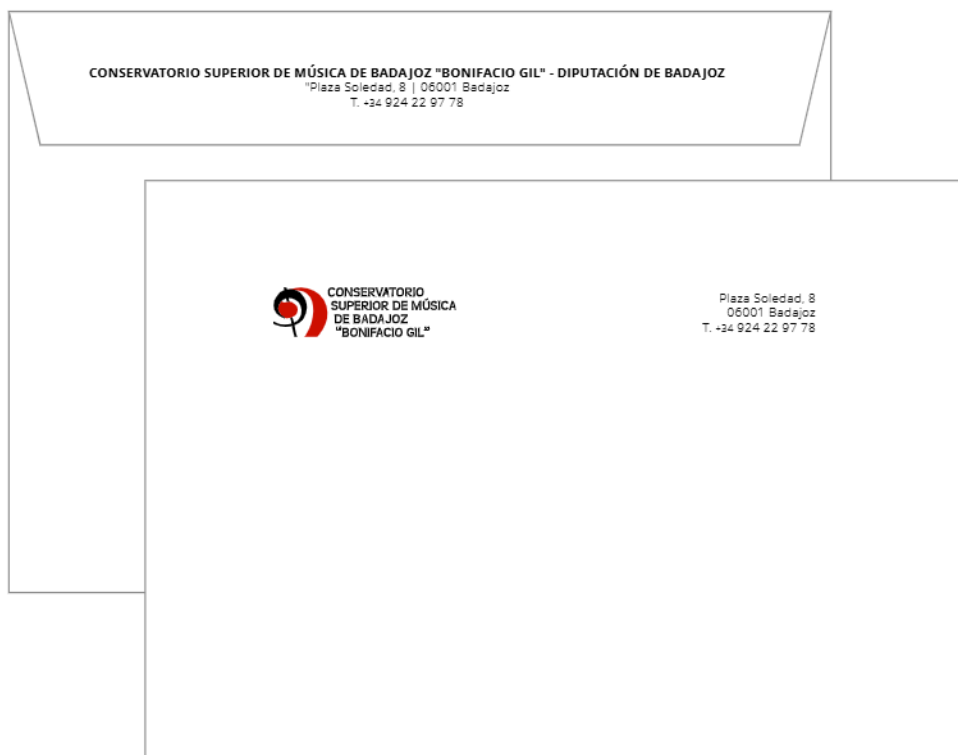 CONSERVATORIO SUPERIOR DE MÚSICA DE BADAJOZ "BONIFACIO GIL" - DIPUTACIÓN DE BADAJOZ
"Plaza Soledad, 8 | 06001 Badajoz
T. +34 924 22 97 78
CONSERVATORIO
SUPERIOR DE MÚSICA
DE BADAJOZ
"BONIFACIO GIL"
Plaza Soledad, 8
06001 Badajoz
T. +34 924 22 97 78